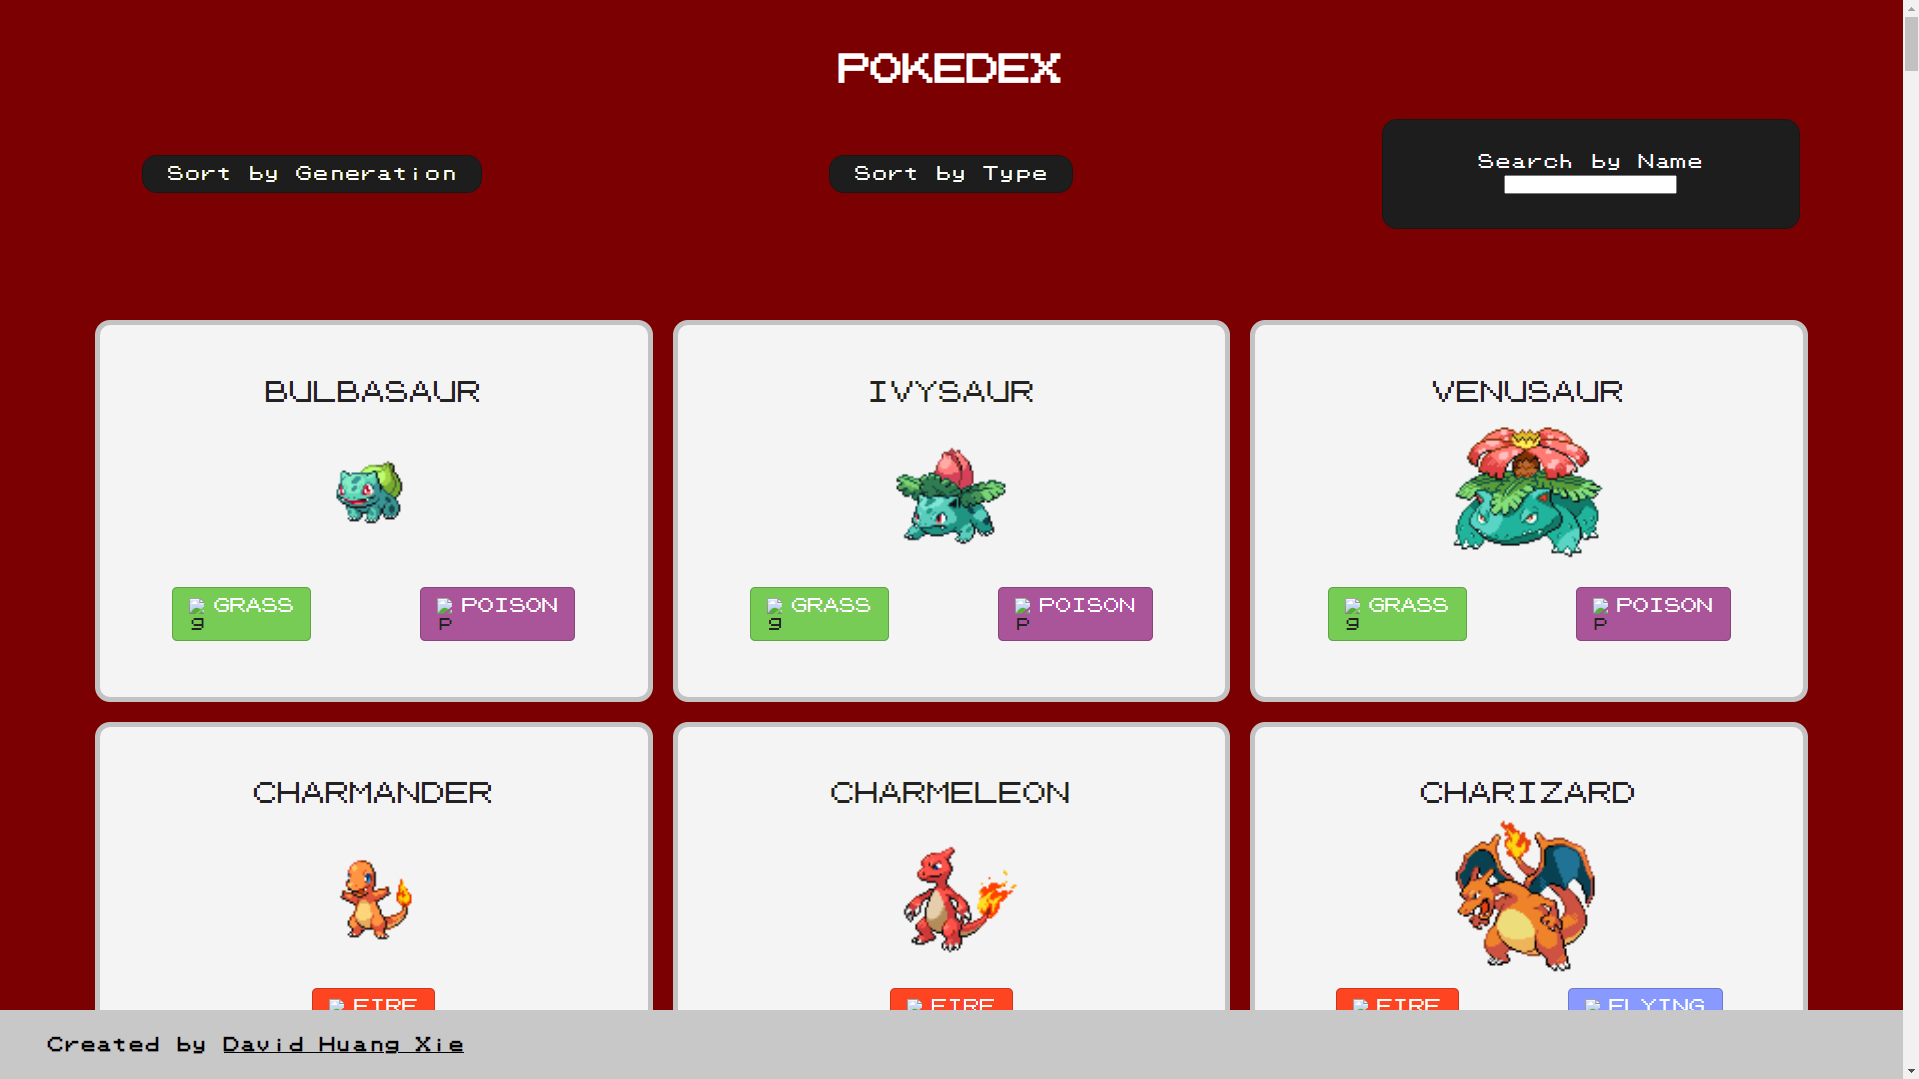 POKEDEX
Sort by Generation
Sort by Type
Search by Name
BULBASAUR
IVYSAUR
VENUSAUR
GRASS
g
POISON
p
GRASS
g
POISON
p
GRASS
g
POISON
p
CHARMANDER
CHARMELEON
CHARIZARD
FIRE
FIRE
FIRE
FLYING
Created by David Huang Xie